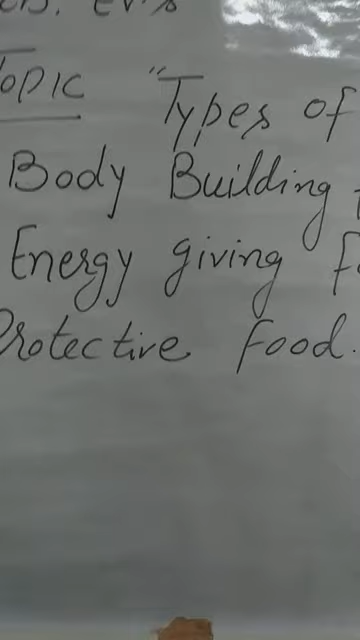 Topic "Types of
Body Building
Energy giving
Protective Food.